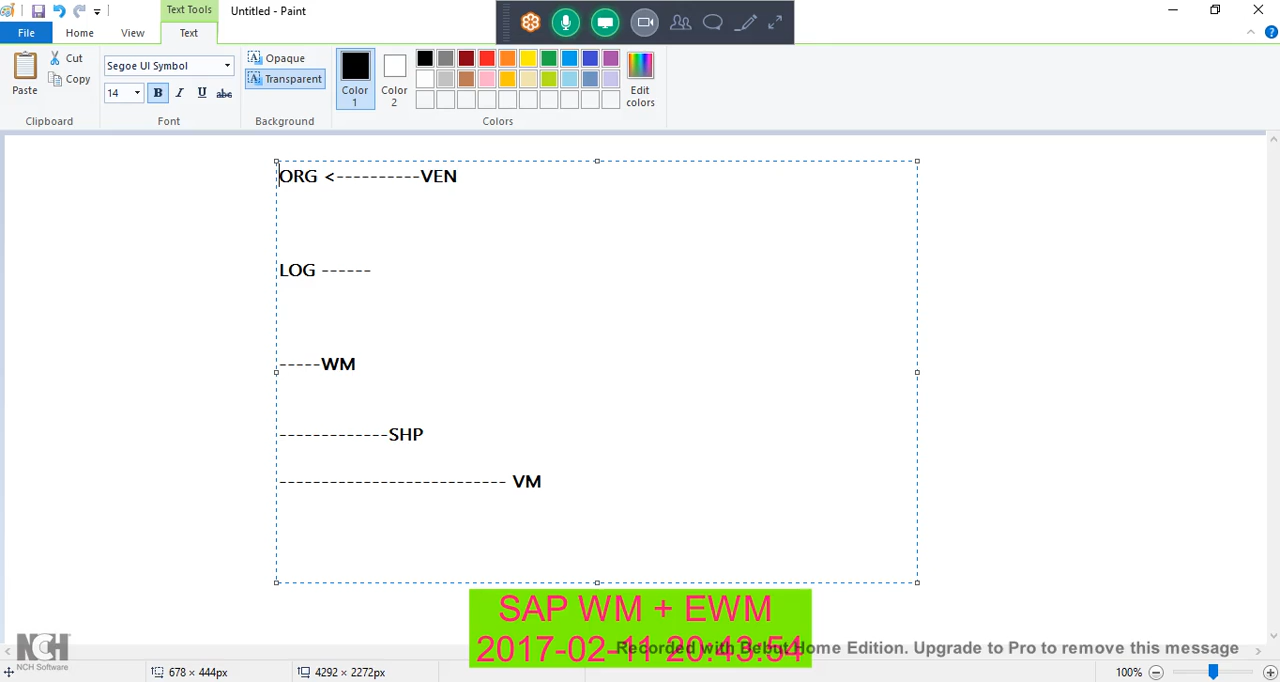 Text Tools
Untitled - Paint
File
Home
View
Text
Paste
Cut
Copy
Segoe UI Symbol
14
B
I
U
abc
Opaque
Transparent
Color
1
Color
2
Edit
colors
Clipboard
Font
Background
Colors
ORG <----------VEN
LOG ------
-----WM
-------------SHP
--------------------------- VM
SAP WM + EWM
2017-02-11 20:43:54
Recorded with Debut Home Edition. Upgrade to Pro to remove this message
NCH
NCH Software
678 × 444px
4292 × 2272px
100%